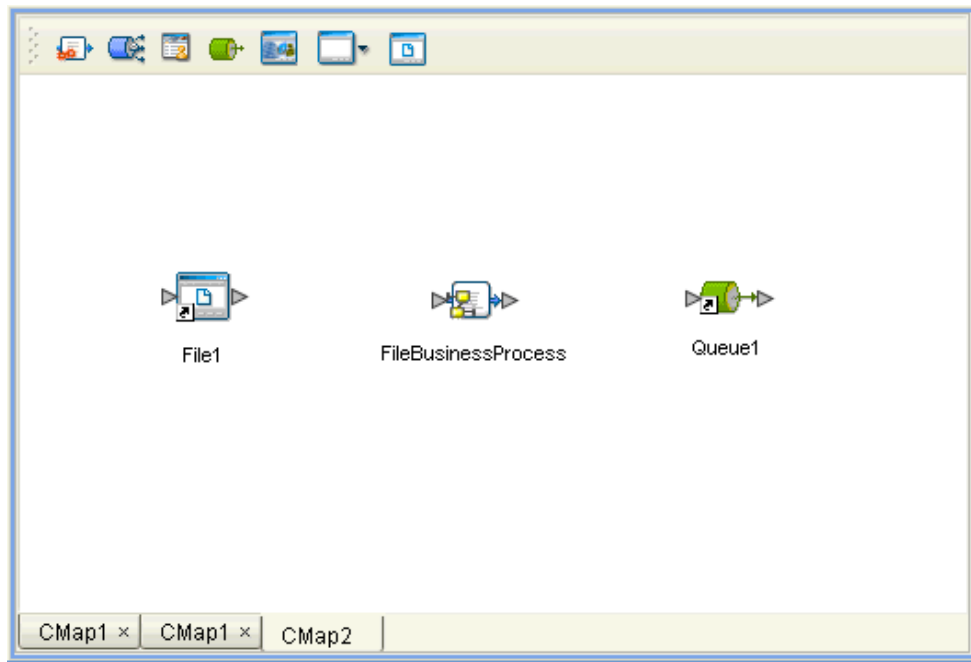 File1
FileBusinessProcess
Queue1
CMap1 ×
CMap1 ×
CMap2